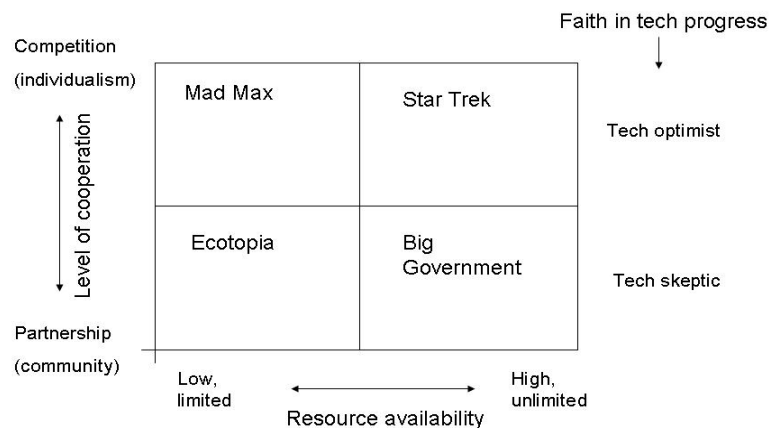 Faith in tech progress
Competition
(individualism)
Mad Max
Star Trek
Tech optimist
Level of cooperation
Ecotopia
Big
Government
Tech skeptic
Partnership
(community)
Low,
limited
High,
unlimited
Resource availability